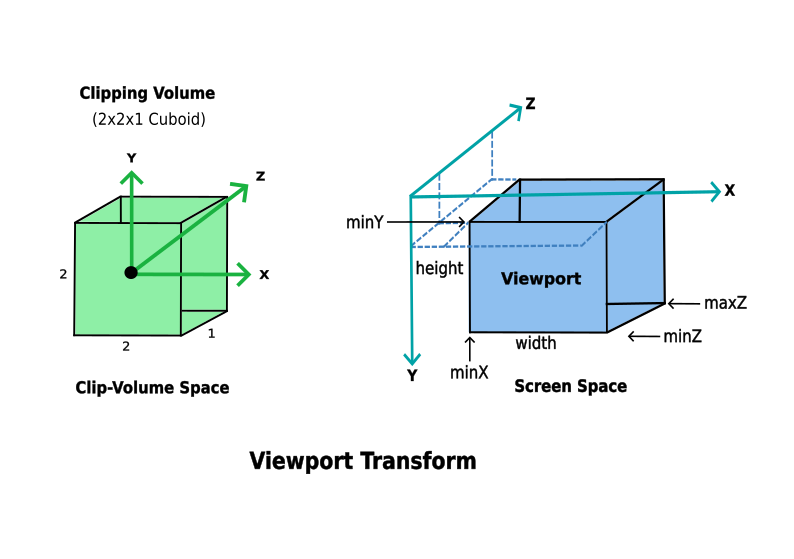 Clipping Volume
(2x2x1 Cuboid)
Y
Z
X
2
2
1
Clip-Volume Space
Z
X
minY
height
Viewport
maxZ
minZ
width
minX
Y
Screen Space
Viewport Transform